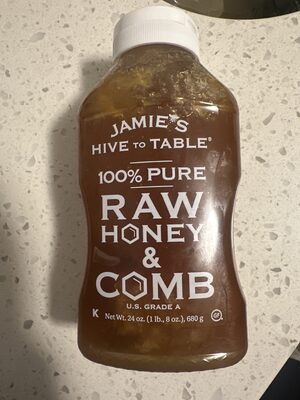 JAMIE'S
HIVE TO TABLE®
100% PURE
RAW
HONEY
&
COMB
U.S. GRADE A
K Net Wt. 24 oz. (1 lb., 8 oz.), 680 g
GF